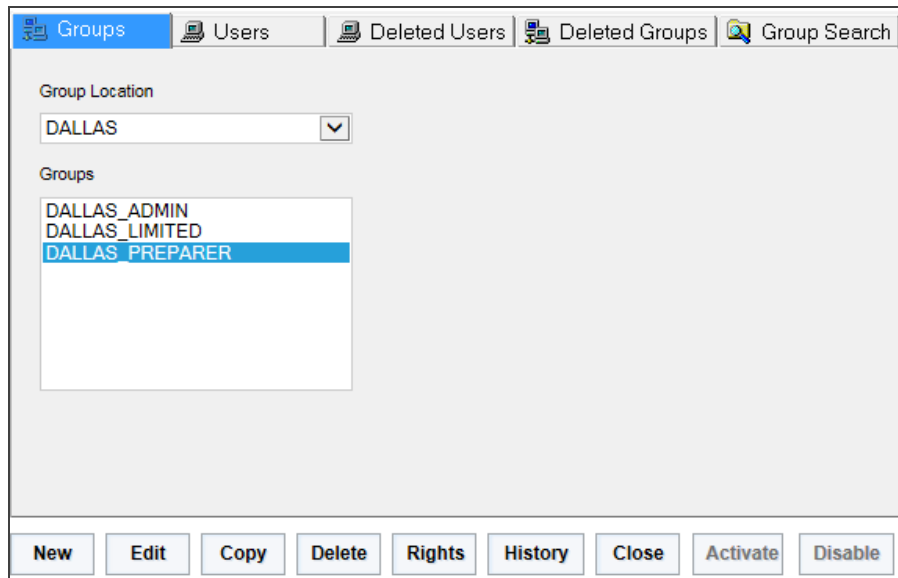 Groups Users Deleted Users Deleted Groups Group Search
Group Location
DALLAS
Groups
DALLAS_ADMIN
DALLAS_LIMITED
DALLAS_PREPARER
New Edit Copy Delete Rights History Close Activate Disable